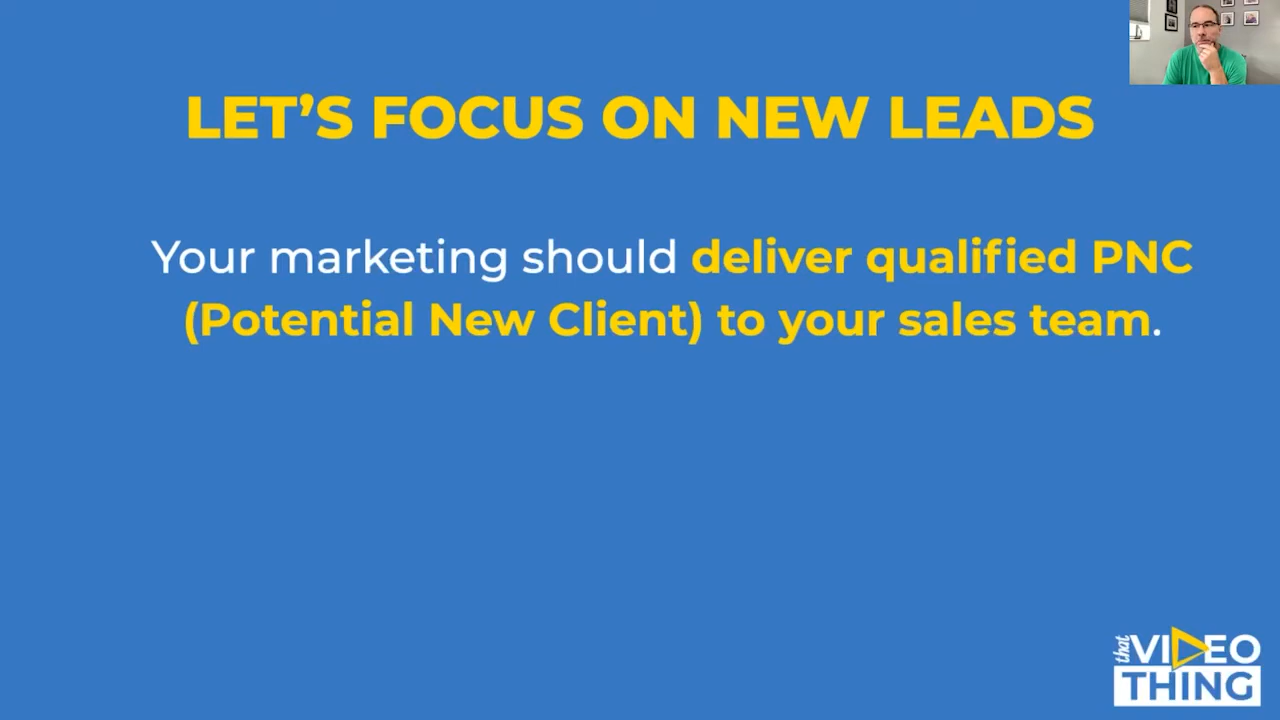 LET'S FOCUS ON NEW LEADS
Your marketing should deliver qualified PNC
(Potential New Client) to your sales team.
that VIDEO
THING